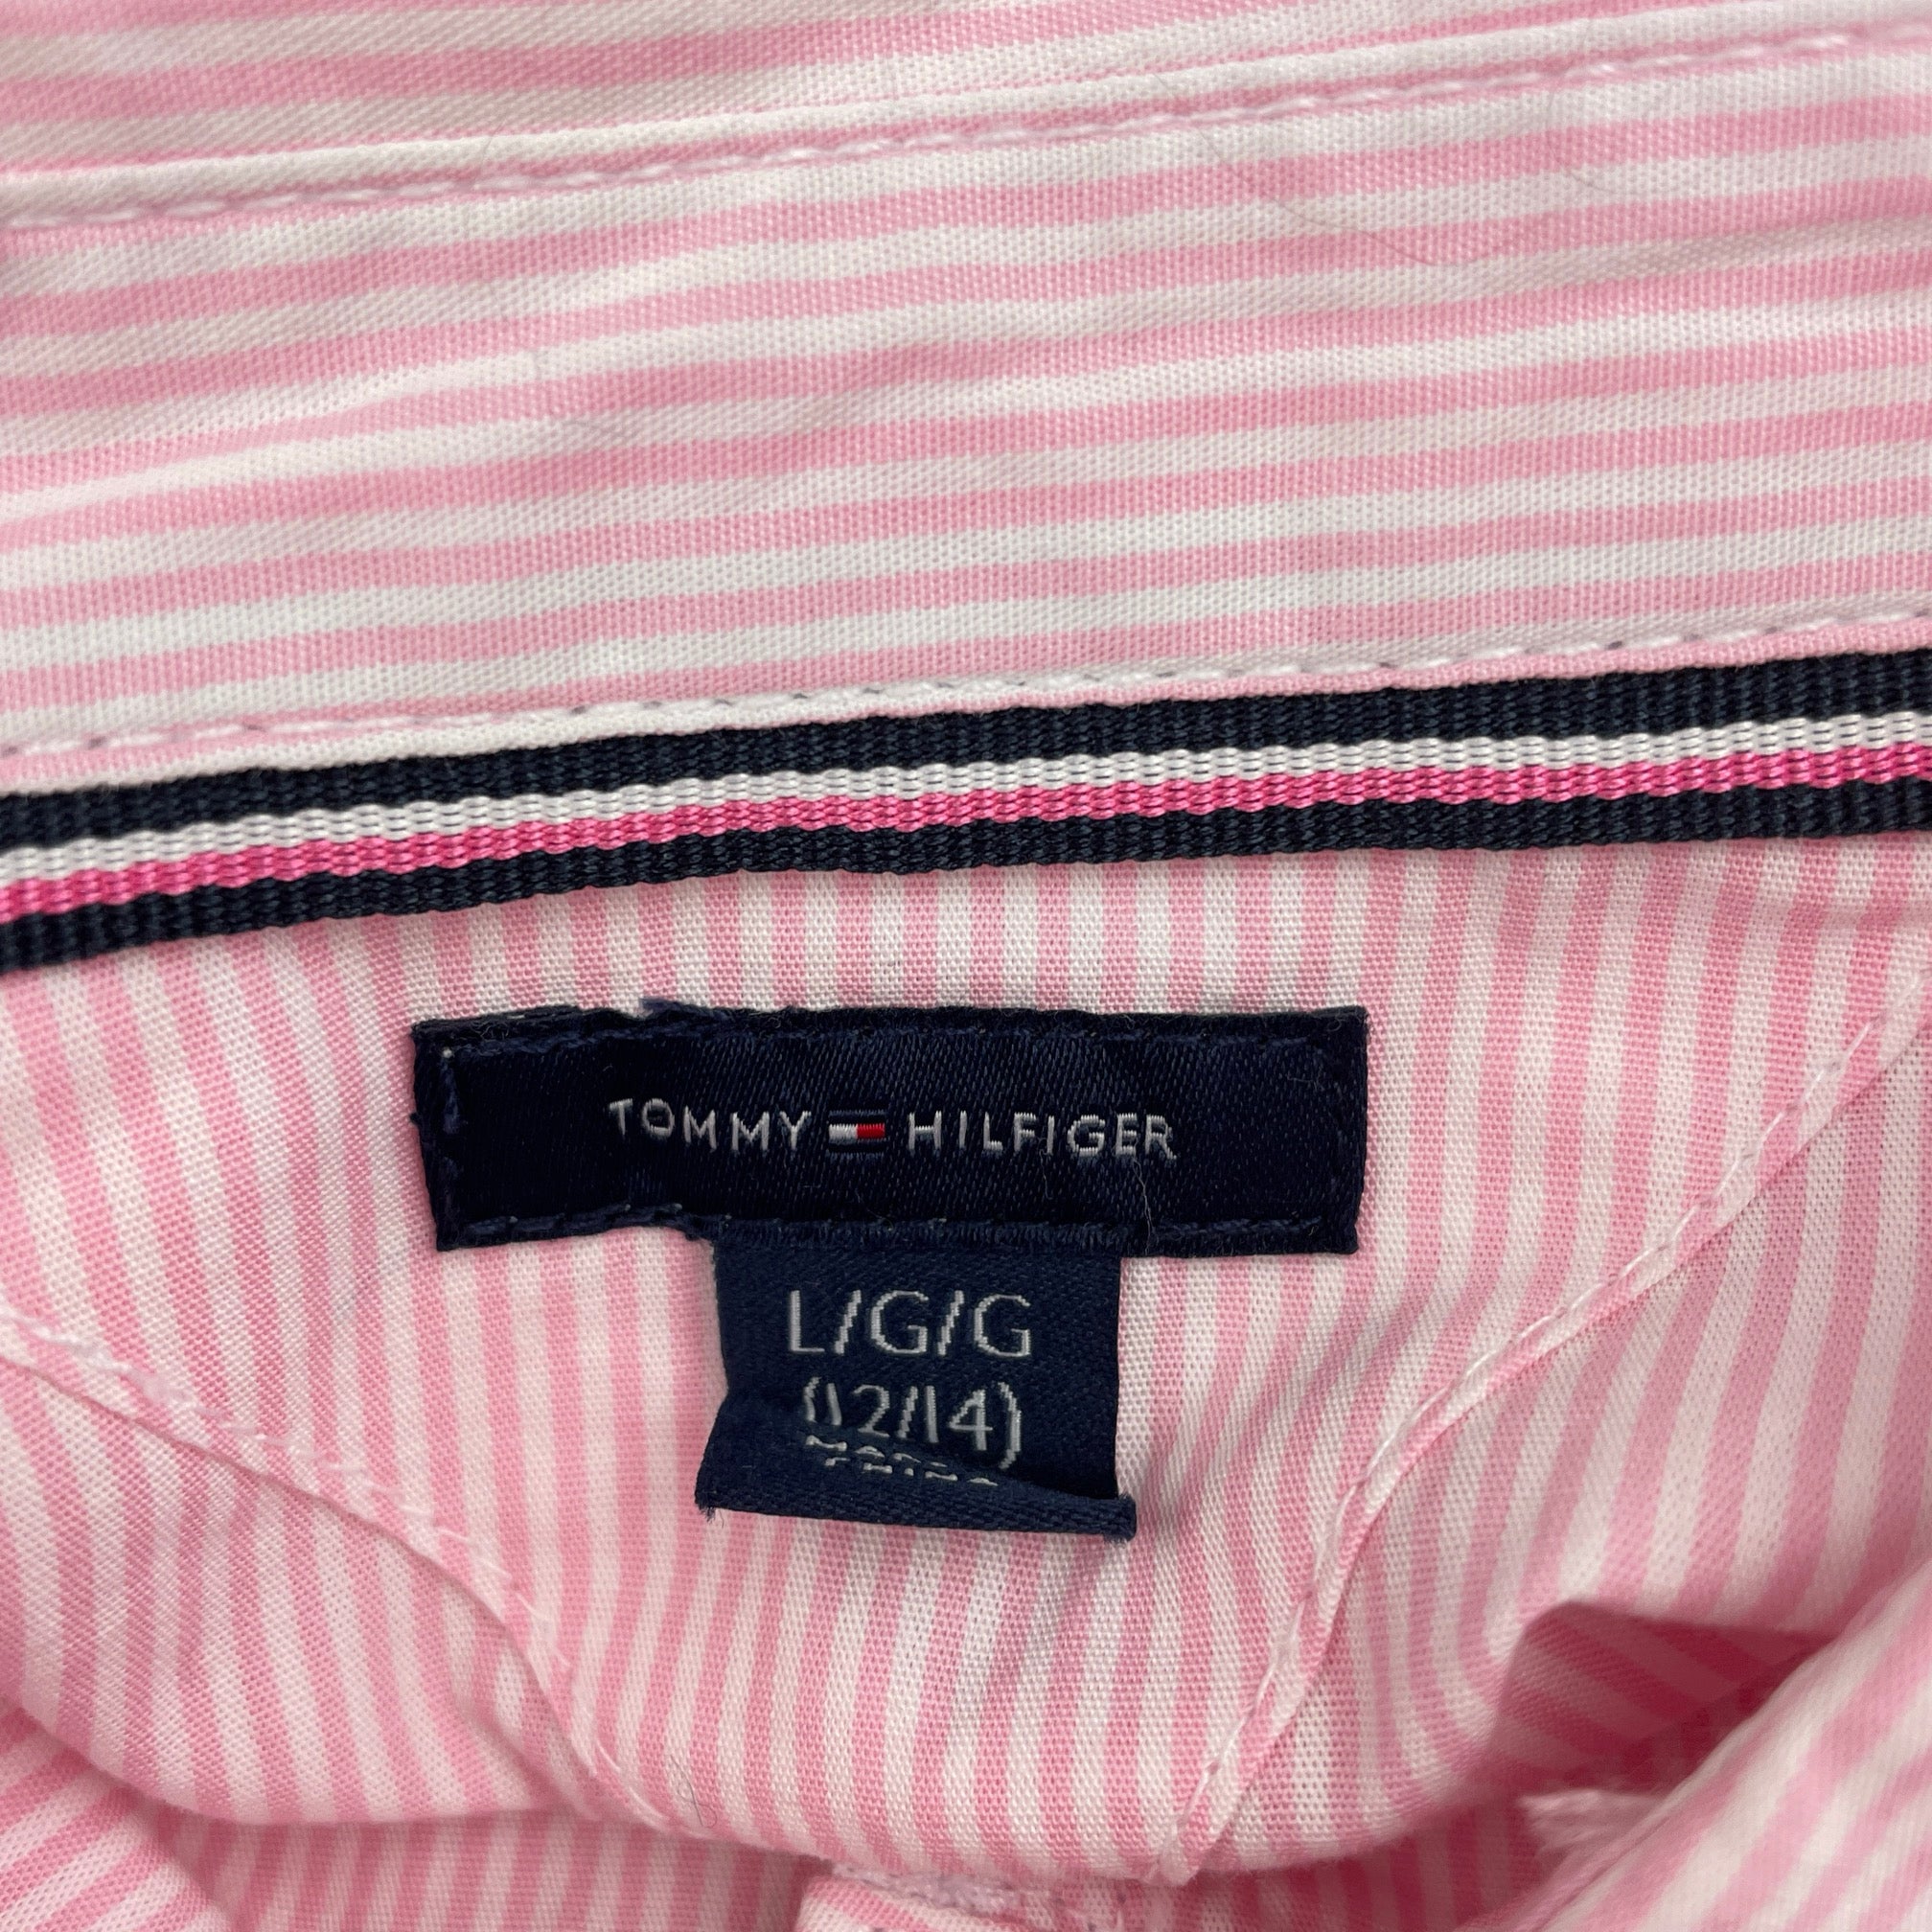 TOMMY HILFIGER
L/G/G
(12/14)